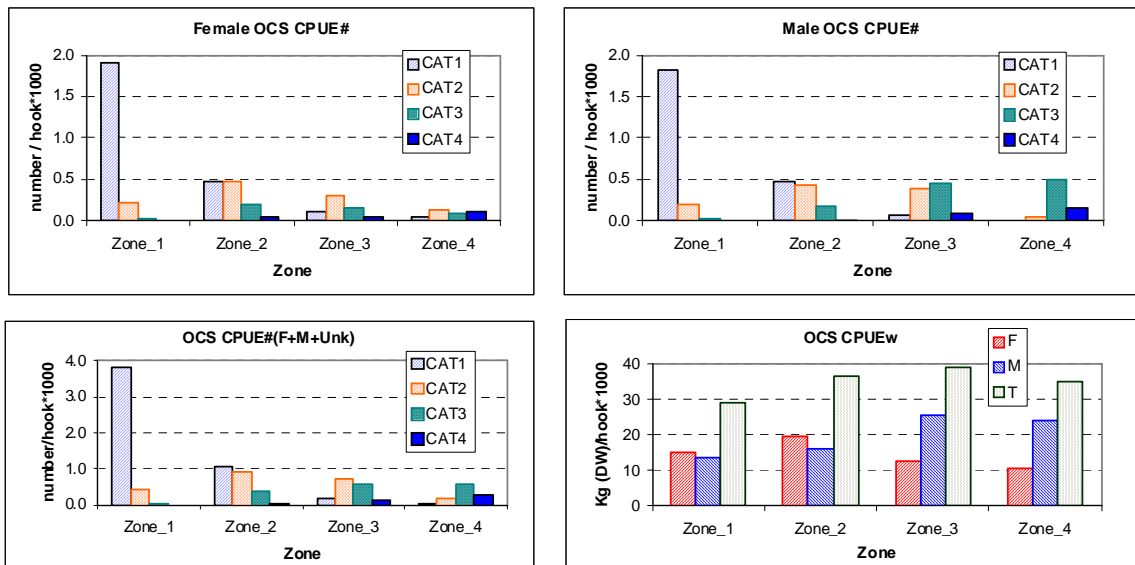 Female OCS CPUE#
number / hook*1000
2.0
1.5
1.0
0.5
0.0
CAT1
CAT2
CAT3
CAT4
Zone_1 Zone_2 Zone_3 Zone_4
Zone
Male OCS CPUE#
number / hook*1000
2.0
1.5
1.0
0.5
0.0
CAT1
CAT2
CAT3
CAT4
Zone_1 Zone_2 Zone_3 Zone_4
Zone
OCS CPUE#(F+M+Unk)
number/hook*1000
4.0
3.0
2.0
1.0
0.0
CAT1
CAT2
CAT3
CAT4
Zone_1 Zone_2 Zone_3 Zone_4
Zone
OCS CPUEw
Kg (DW)/hook*1000
40
30
20
10
0
F
M
T
Zone_1 Zone_2 Zone_3 Zone_4
Zone